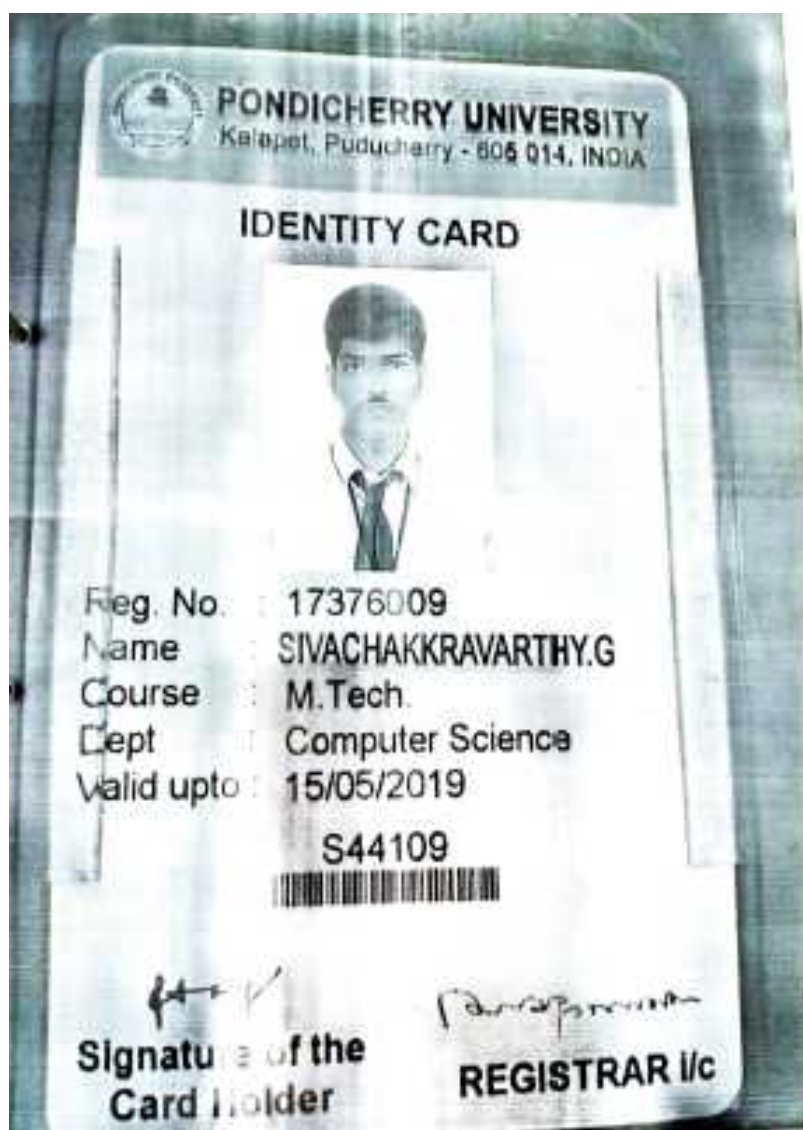 PONDICHERRY UNIVERSITY
Kalapet, Puducherry - 605 014, INDIA
IDENTITY CARD
Reg. No. : 17376009
Name : SIVACHAKKRAVARTHY.G
Course : M.Tech.
Dept : Computer Science
Valid upto : 15/05/2019
S44109
Signature of the
Card Holder
REGISTRAR i/c